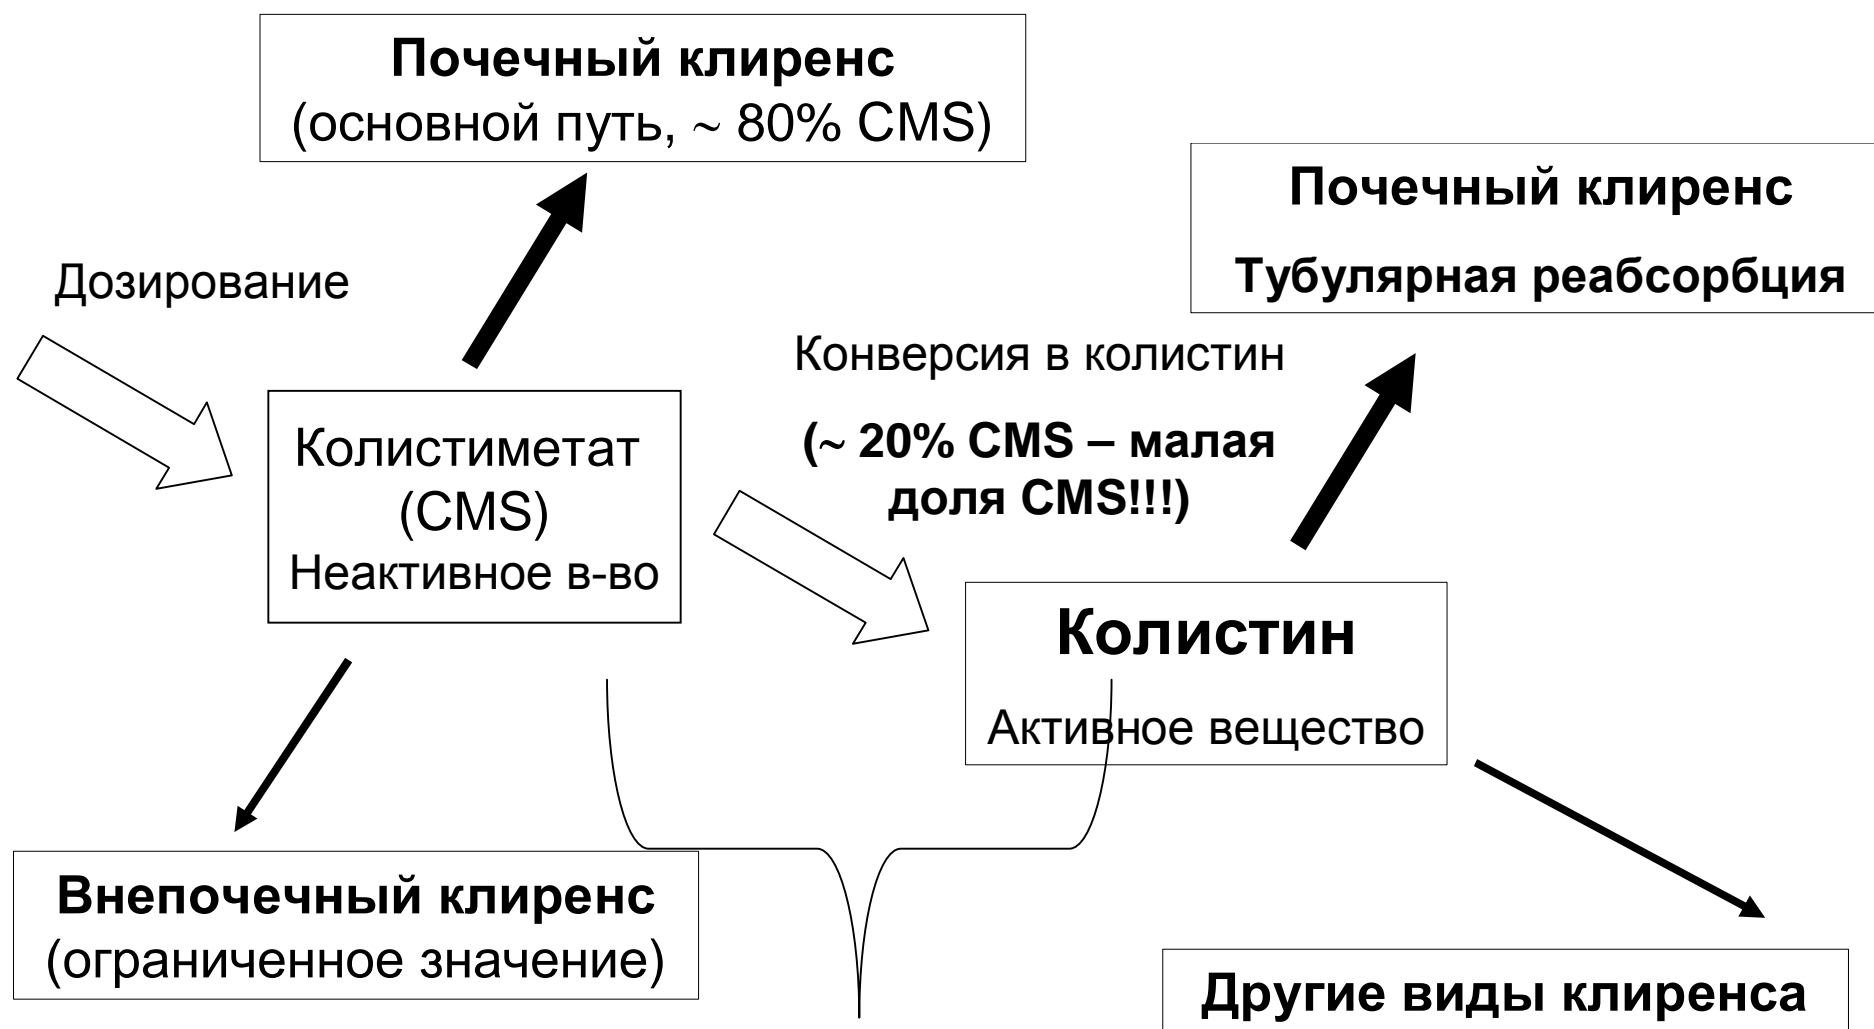 Почечный клиренс
(основной путь, ~ 80% CMS)
Почечный клиренс
Тубулярная реабсорбция
Дозирование
Конверсия в колистин
(~ 20% CMS – малая
доля CMS!!!)
Колистиметат
(CMS)
Неактивное в-во
Колистин
Активное вещество
Внепочечный клиренс
(ограниченное значение)
Другие виды клиренса